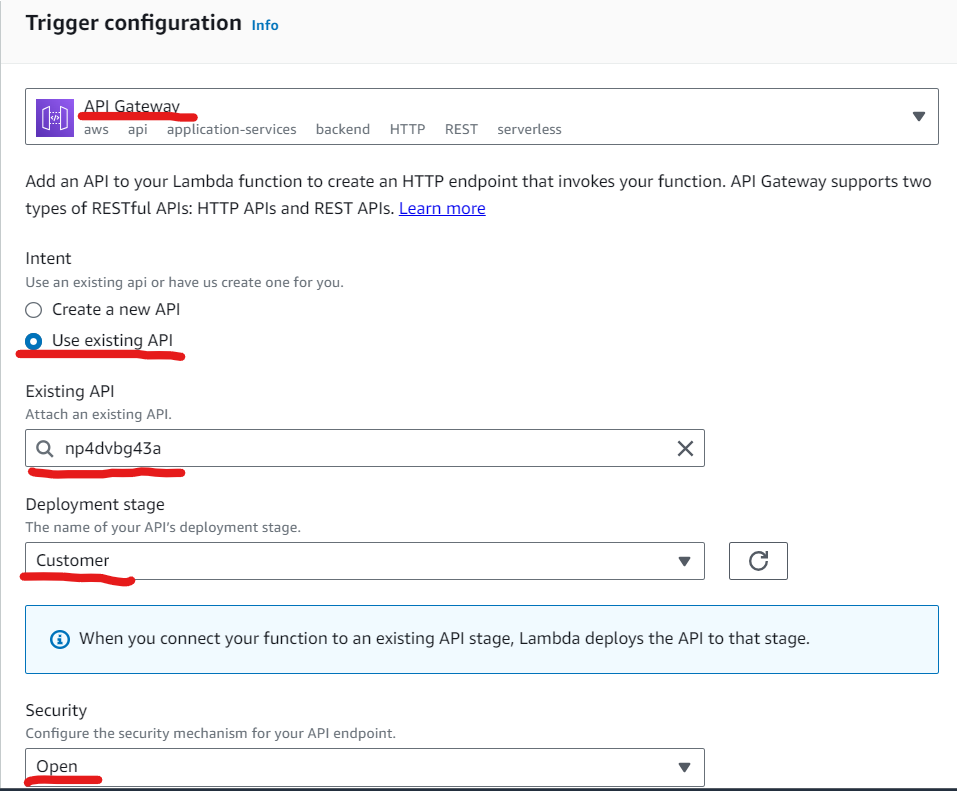 Trigger configuration Info
API Gateway
aws api application-services backend HTTP REST serverless
Add an API to your Lambda function to create an HTTP endpoint that invokes your function. API Gateway supports two
types of RESTful APIs: HTTP APIs and REST APIs. Learn more
Intent
Use an existing api or have us create one for you.
Create a new API
Use existing API
Existing API
Attach an existing API.
np4dvbg43a
Deployment stage
The name of your API's deployment stage.
Customer
When you connect your function to an existing API stage, Lambda deploys the API to that stage.
Security
Configure the security mechanism for your API endpoint.
Open